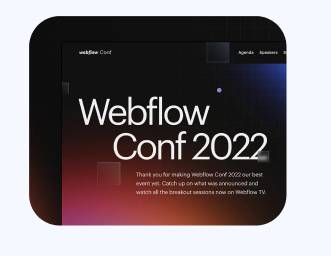 webflow Conf
Agenda Speakers
Webflow
Conf 2022
Thank you for making Webflow Conf 2022 our best
event yet. Catch up on what was announced and
watch all the breakout sessions now on Webflow TV.